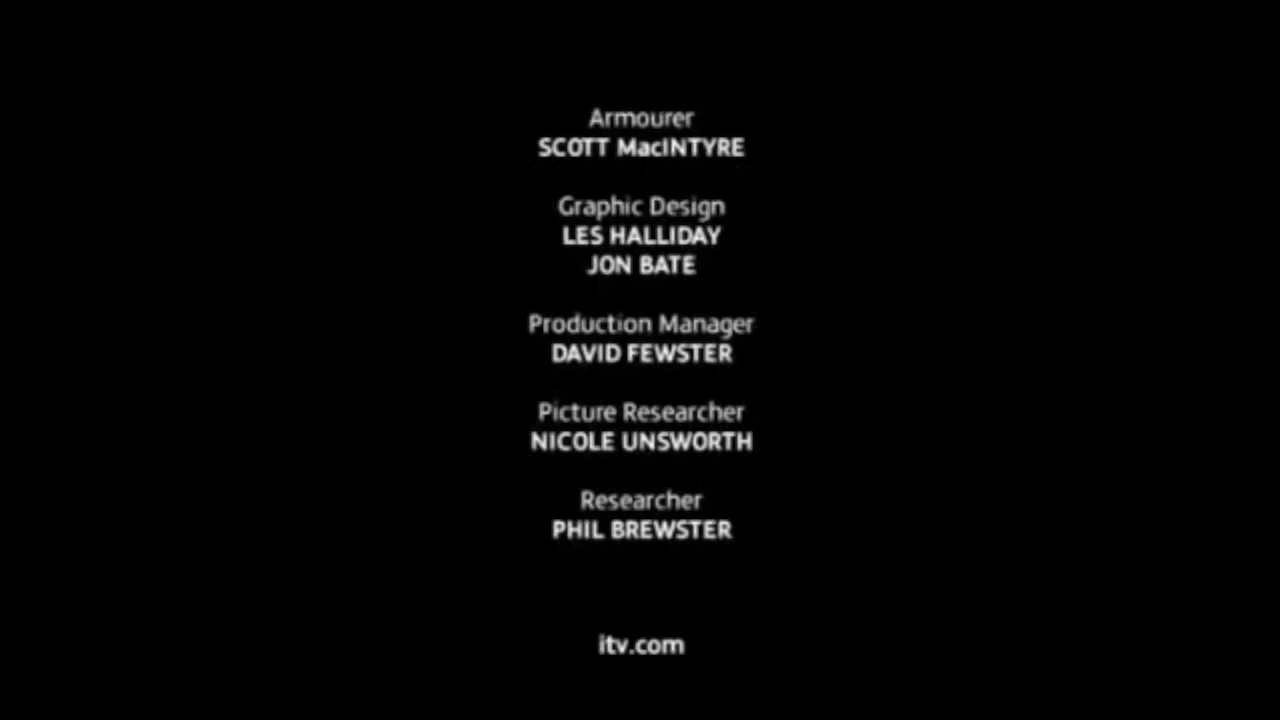 Armourer
SCOTT MacINTYRE
Graphic Design
LES HALLIDAY
JON BATE
Production Manager
DAVID FEWSTER
Picture Researcher
NICOLE UNSWORTH
Researcher
PHIL BREWSTER
itv.com